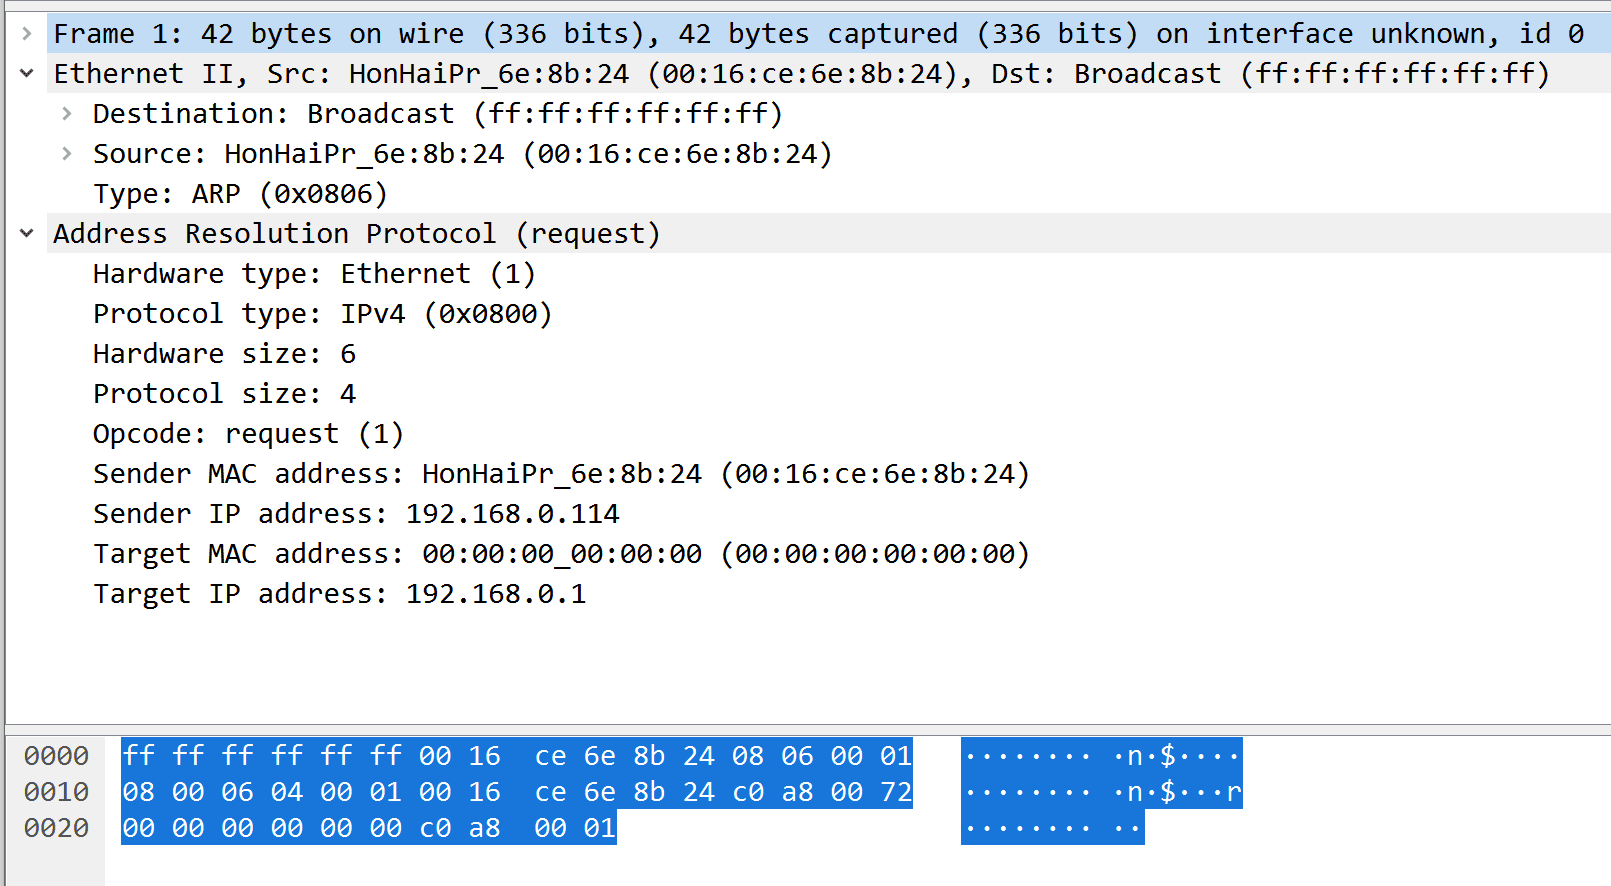 Frame 1: 42 bytes on wire (336 bits), 42 bytes captured (336 bits) on interface unknown, id 0
Ethernet II, Src: HonHaiPr_6e:8b:24 (00:16:ce:6e:8b:24), Dst: Broadcast (ff:ff:ff:ff:ff:ff)
Destination: Broadcast (ff:ff:ff:ff:ff:ff)
Source: HonHaiPr_6e:8b:24 (00:16:ce:6e:8b:24)
Type: ARP (0x0806)
Address Resolution Protocol (request)
Hardware type: Ethernet (1)
Protocol type: IPv4 (0x0800)
Hardware size: 6
Protocol size: 4
Opcode: request (1)
Sender MAC address: HonHaiPr_6e:8b:24 (00:16:ce:6e:8b:24)
Sender IP address: 192.168.0.114
Target MAC address: 00:00:00_00:00:00 (00:00:00:00:00:00)
Target IP address: 192.168.0.1
0000 ff ff ff ff ff ff 00 16 ce 6e 8b 24 08 06 00 01 ········ ·n·$····
0010 08 00 06 04 00 01 00 16 ce 6e 8b 24 c0 a8 00 72 ········ ·n·$···r
0020 00 00 00 00 00 00 c0 a8 00 01 ········ ··